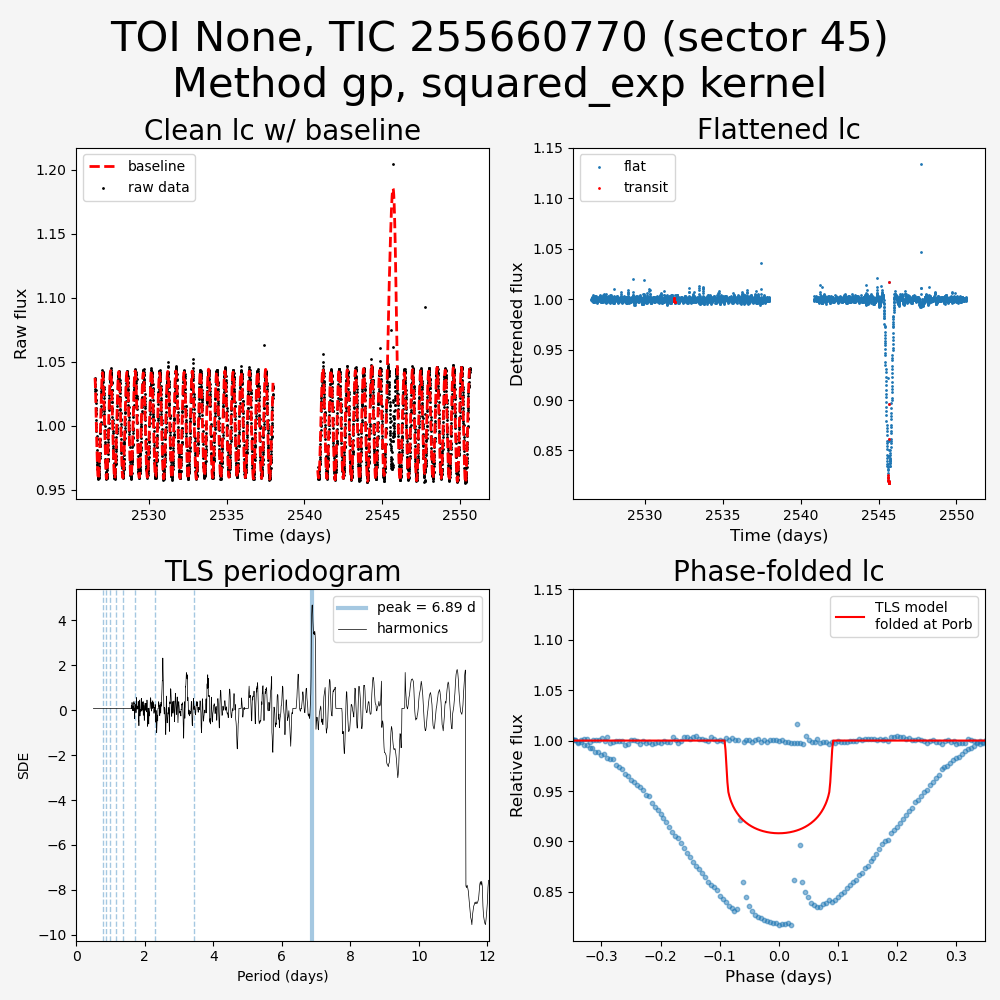 TOI None, TIC 255660770 (sector 45)
Method gp, squared_exp kernel
Clean lc w/ baseline
baseline
raw data
1.20
1.15
1.10
1.05
1.00
0.95
Raw flux
2530
2535
2540
2545
2550
Time (days)
Flattened lc
flat
transit
1.15
1.10
1.05
1.00
0.95
0.90
0.85
Detrended flux
2530
2535
2540
2545
2550
Time (days)
TLS periodogram
peak = 6.89 d
harmonics
4
2
0
−2
−4
−6
−8
−10
SDE
0
2
4
6
8
10
12
Period (days)
Phase-folded lc
TLS model
folded at Porb
1.15
1.10
1.05
1.00
0.95
0.90
0.85
Relative flux
−0.3
−0.2
−0.1
0.0
0.1
0.2
0.3
Phase (days)